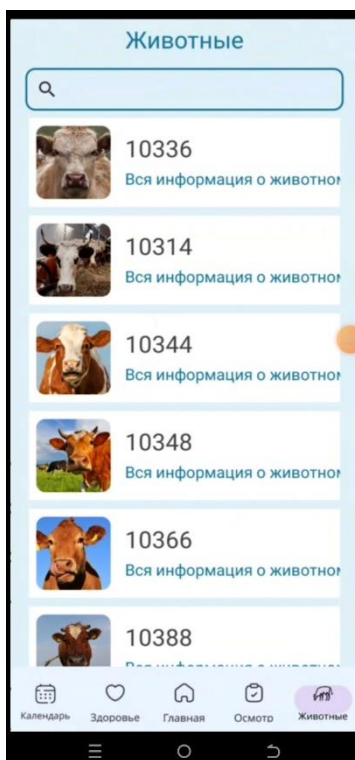 Животные
10336
Вся информация о животном
10314
Вся информация о животном
10344
Вся информация о животном
10348
Вся информация о животном
10366
Вся информация о животном
10388
Календарь
Здоровье
Главная
Осмотр
Животные